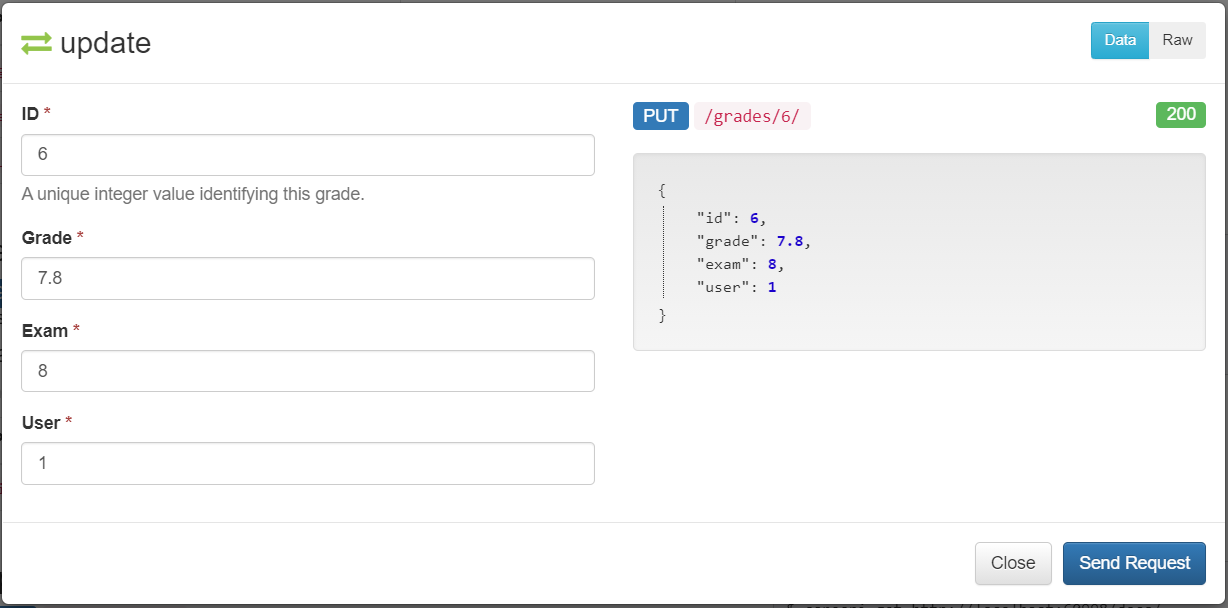 update
Data
Raw
ID *
6
A unique integer value identifying this grade.
Grade *
7.8
Exam *
8
User *
1
PUT /grades/6/
200
{
"id": 6,
"grade": 7.8,
"exam": 8,
"user": 1
}
Close
Send Request